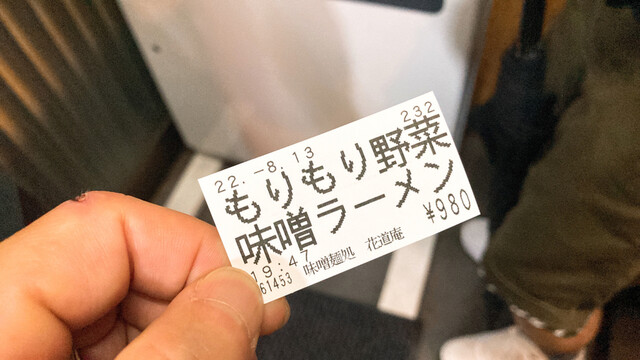 22.-8.13 232
もりもり野菜
味噌ラーメン
¥980
19:47 味噌麺処 花道庵
61453